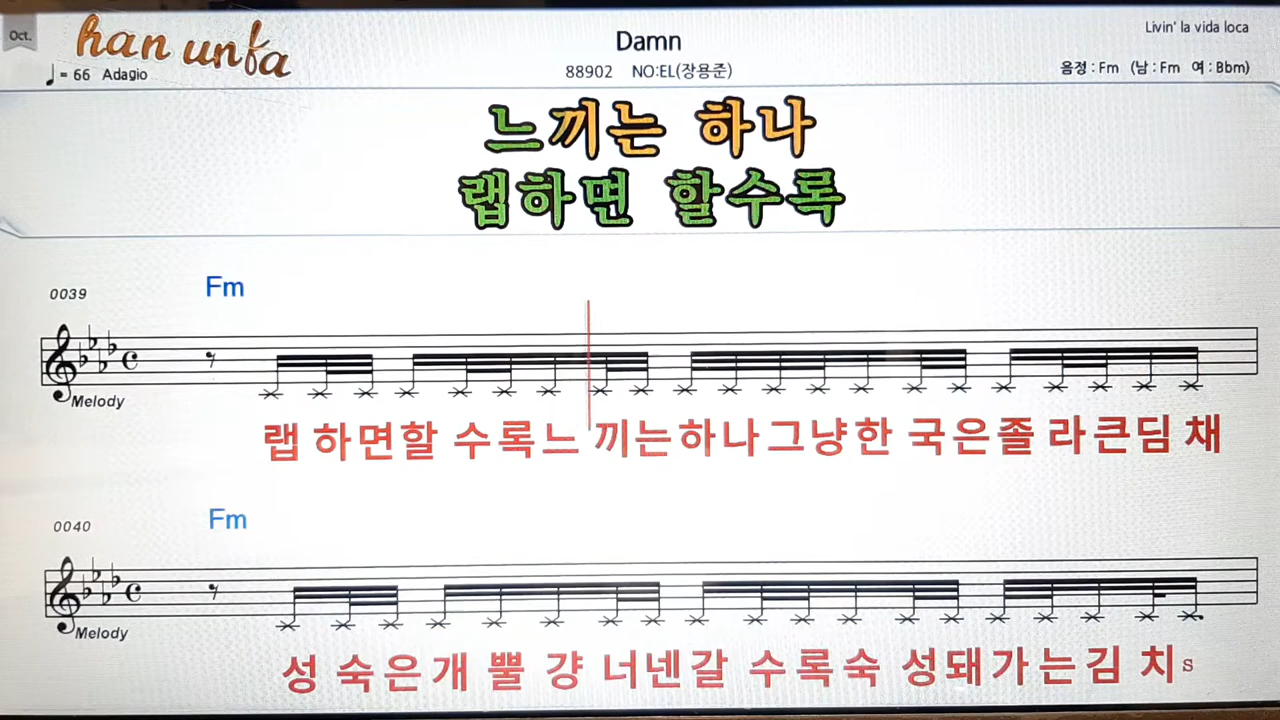 Oct.
han unfa
Damn
Livin' la vida loca
= 66 Adagio
88902 NO:EL(장용준)
음정 : Fm (남 : Fm 여 : Bbm)
느끼는 하나
랩하면 할수록
0039
Fm
Melody
랩 하면할 수록느 끼는하나그냥한 국은졸 라큰딤 채
0040
Fm
Melody
성 숙은개 뿔 걍 너넨갈 수록숙 성돼가는김 치s